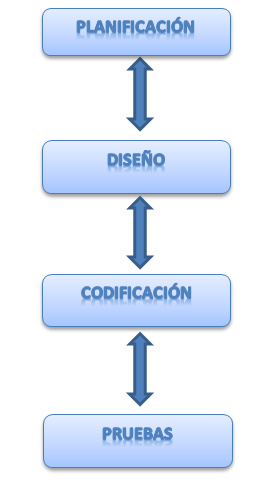 PLANIFICACIÓN
DISEÑO
CODIFICACIÓN
PRUEBAS